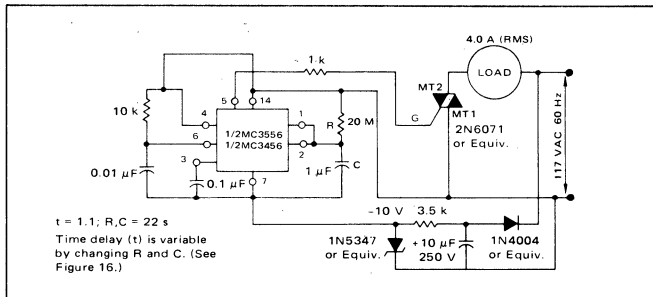 4.0 A (RMS)
LOAD
1 k
MT2
MT1
G
2N6071
or Equiv.
117 VAC 60 Hz
5
14
10 k
4
1
6
2
3
7
1/2MC3556
1/2MC3456
R
20 M
C
1 μF
0.01 μF
0.1 μF
t = 1.1; R,C = 22 s
Time delay (t) is variable
by changing R and C. (See
Figure 16.)
–10 V
3.5 k
1N5347
or Equiv.
+10 μF
250 V
1N4004
or Equiv.